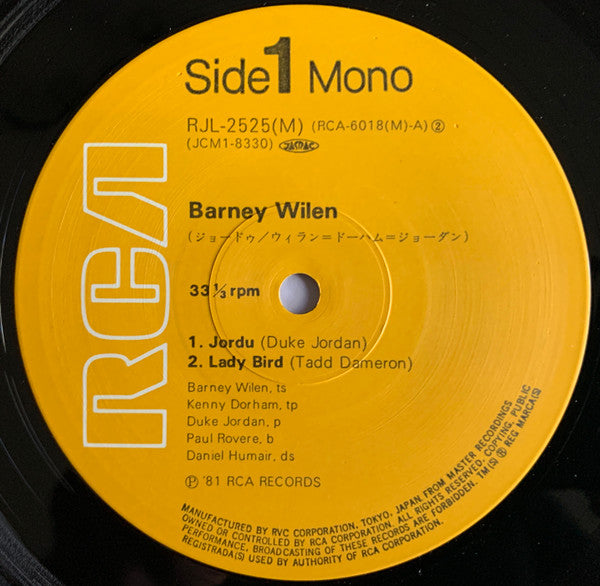 Side 1 Mono
RJL-2525(M) (RCA-6018(M)-A) ②
(JCM1-8330) JASRAC
RCA
Barney Wilen
(ジョードゥ/ウィラン=ドーハム=ジョーダン)
33 1/3 rpm
1. Jordu (Duke Jordan)
2. Lady Bird (Tadd Dameron)
Barney Wilen, ts
Kenny Dorham, tp
Duke Jordan, p
Paul Rovere, b
Daniel Humair, ds
Ⓟ '81 RCA RECORDS
MANUFACTURED BY RVC CORPORATION, TOKYO, JAPAN, FROM MASTER RECORDINGS
OWNED OR CONTROLLED BY RCA CORPORATION. ALL RIGHTS RESERVED. COPYING, PUBLIC
PERFORMANCE, BROADCASTING OF THESE RECORDS ARE FORBIDDEN. TM(S) ® REG MARCA(S)
REGISTRADA(S) USED BY AUTHORITY OF RCA CORPORATION.